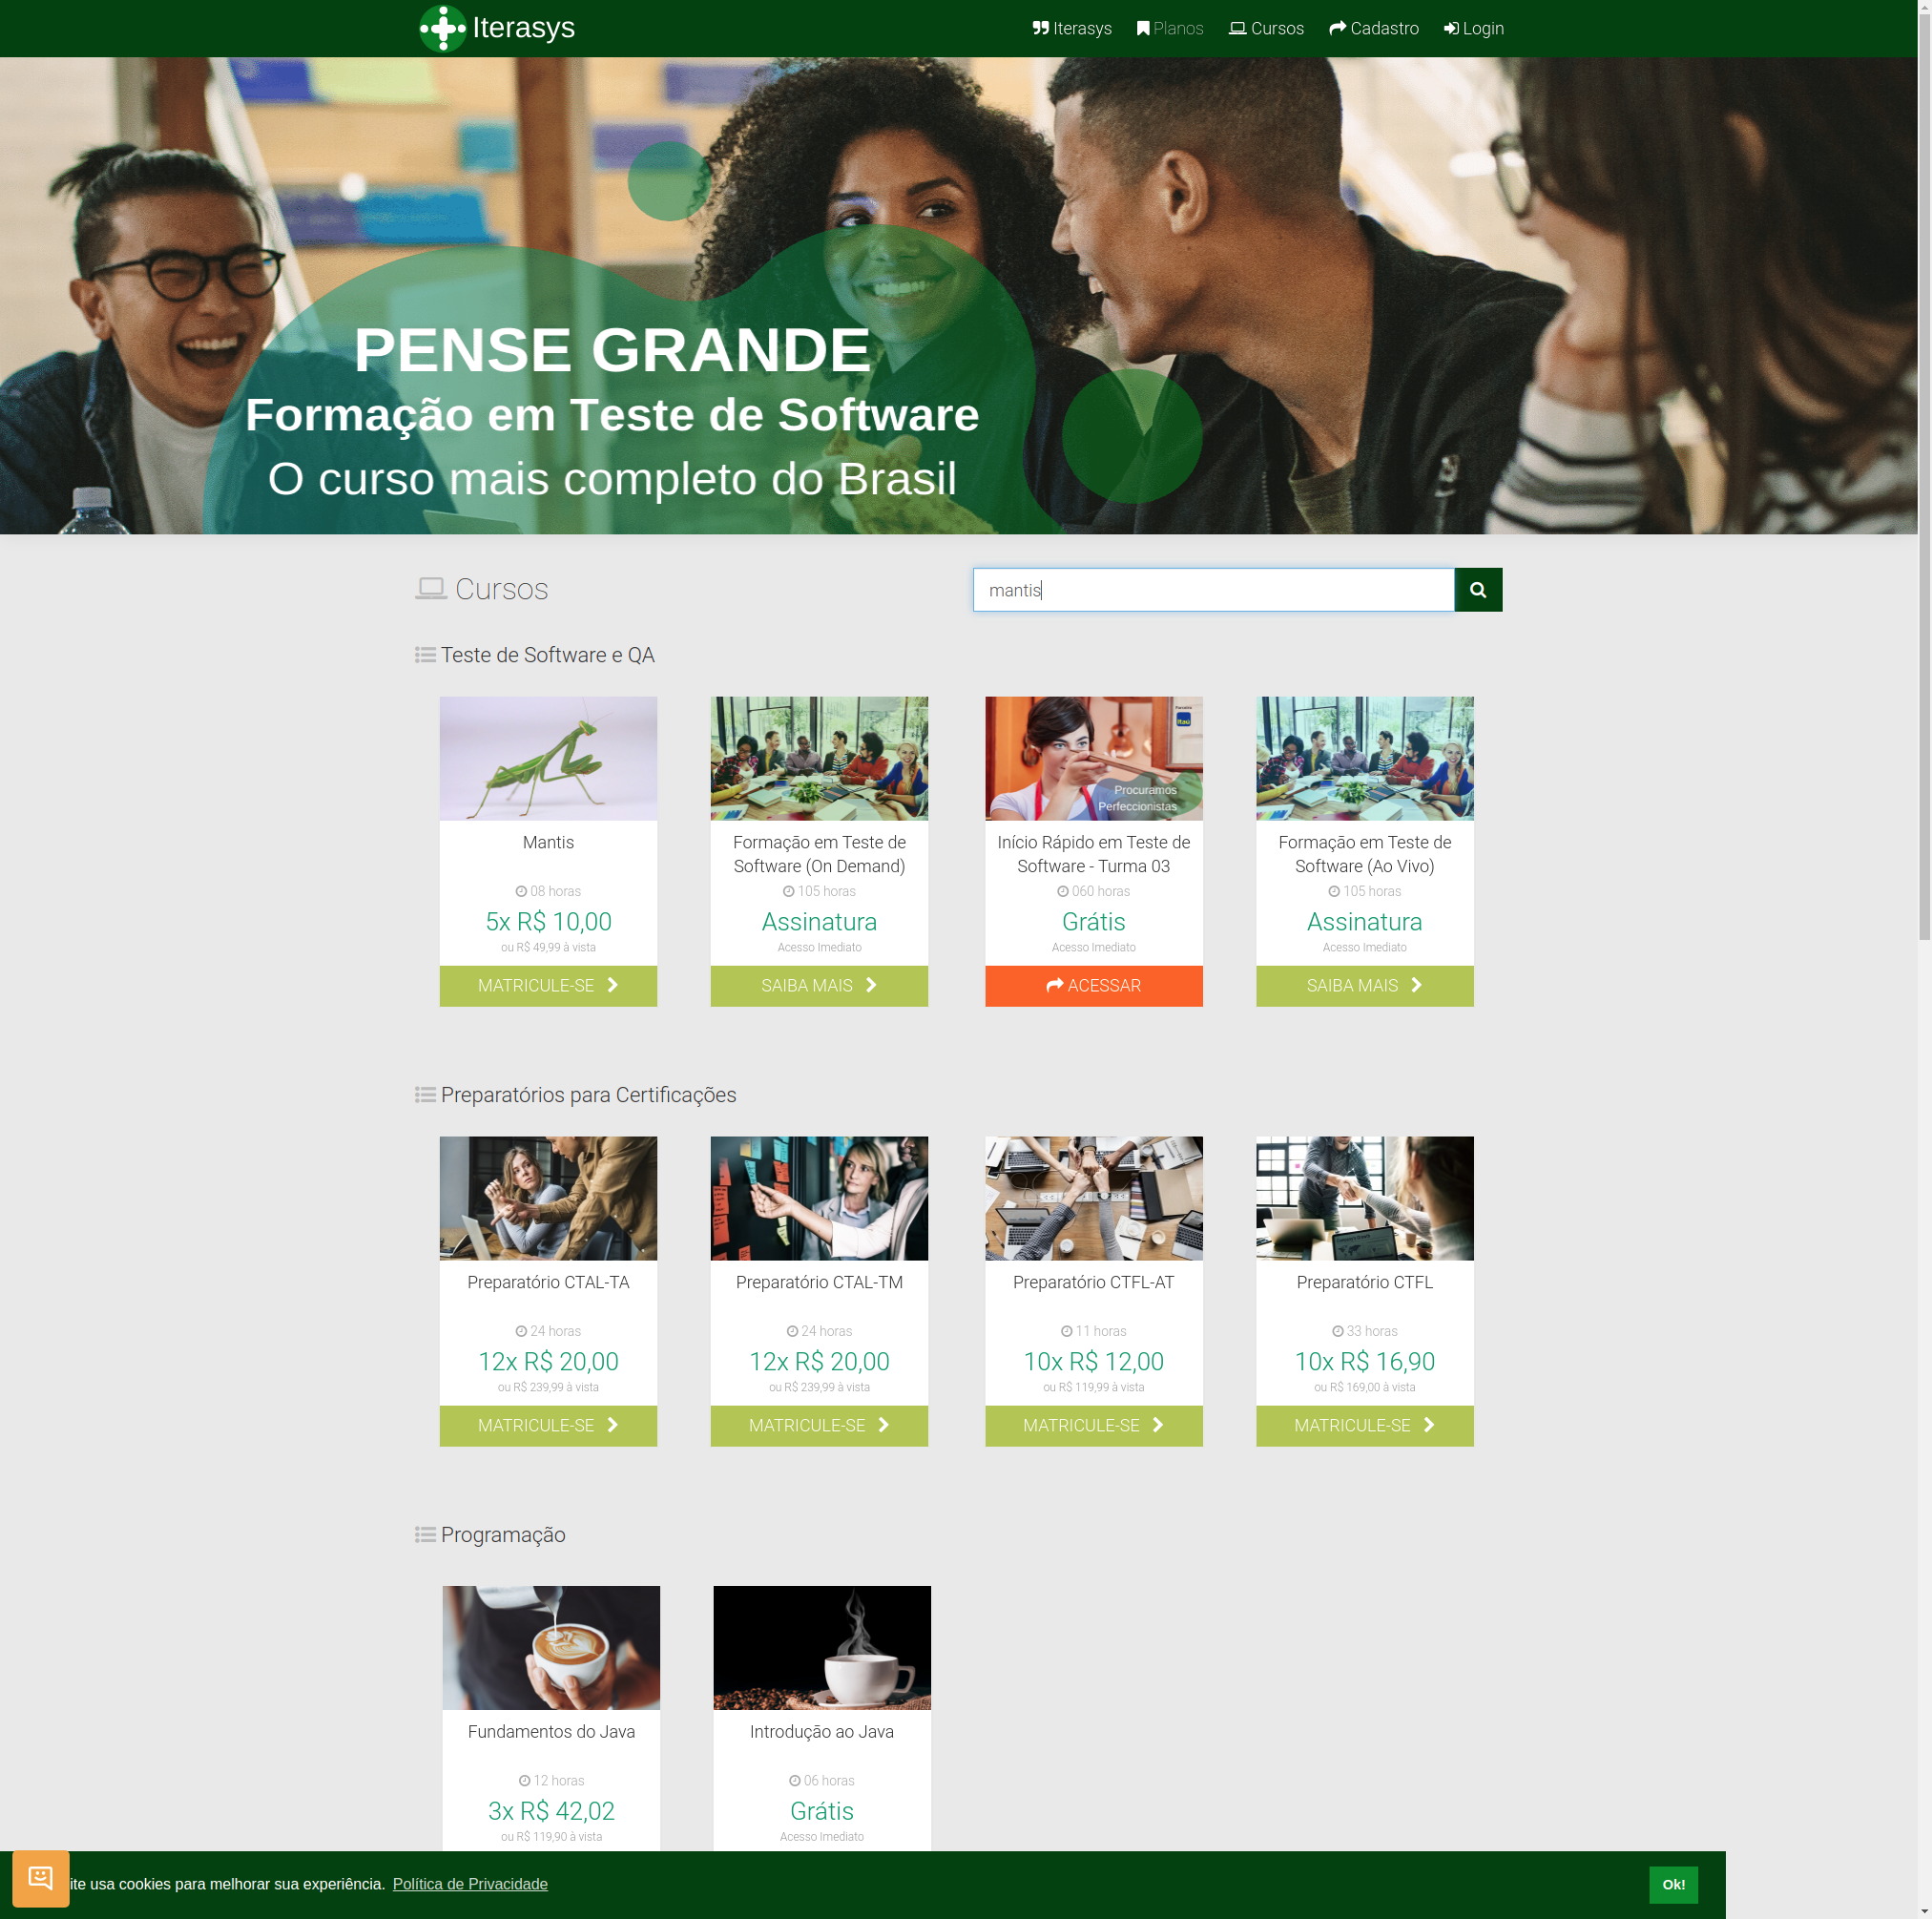 Iterasys
Iterasys
Planos
Cursos
Cadastro
Login
PENSE GRANDE
Formação em Teste de Software
O curso mais completo do Brasil
Cursos
mantis
Teste de Software e QA
Mantis
08 horas
5x R$ 10,00
ou R$ 49,99 à vista
MATRICULE-SE
Formação em Teste de
Software (On Demand)
105 horas
Assinatura
Acesso Imediato
SAIBA MAIS
Parceiro
Itaú
Procuramos
Perfeccionistas
Início Rápido em Teste de
Software - Turma 03
060 horas
Grátis
Acesso Imediato
ACESSAR
Formação em Teste de
Software (Ao Vivo)
105 horas
Assinatura
Acesso Imediato
SAIBA MAIS
Preparatórios para Certificações
Preparatório CTAL-TA
24 horas
12x R$ 20,00
ou R$ 239,99 à vista
MATRICULE-SE
Preparatório CTAL-TM
24 horas
12x R$ 20,00
ou R$ 239,99 à vista
MATRICULE-SE
Preparatório CTFL-AT
11 horas
10x R$ 12,00
ou R$ 119,99 à vista
MATRICULE-SE
Preparatório CTFL
33 horas
10x R$ 16,90
ou R$ 169,00 à vista
MATRICULE-SE
Programação
Fundamentos do Java
12 horas
3x R$ 42,02
ou R$ 119,90 à vista
Introdução ao Java
06 horas
Grátis
Acesso Imediato
ite usa cookies para melhorar sua experiência. Política de Privacidade
Ok!